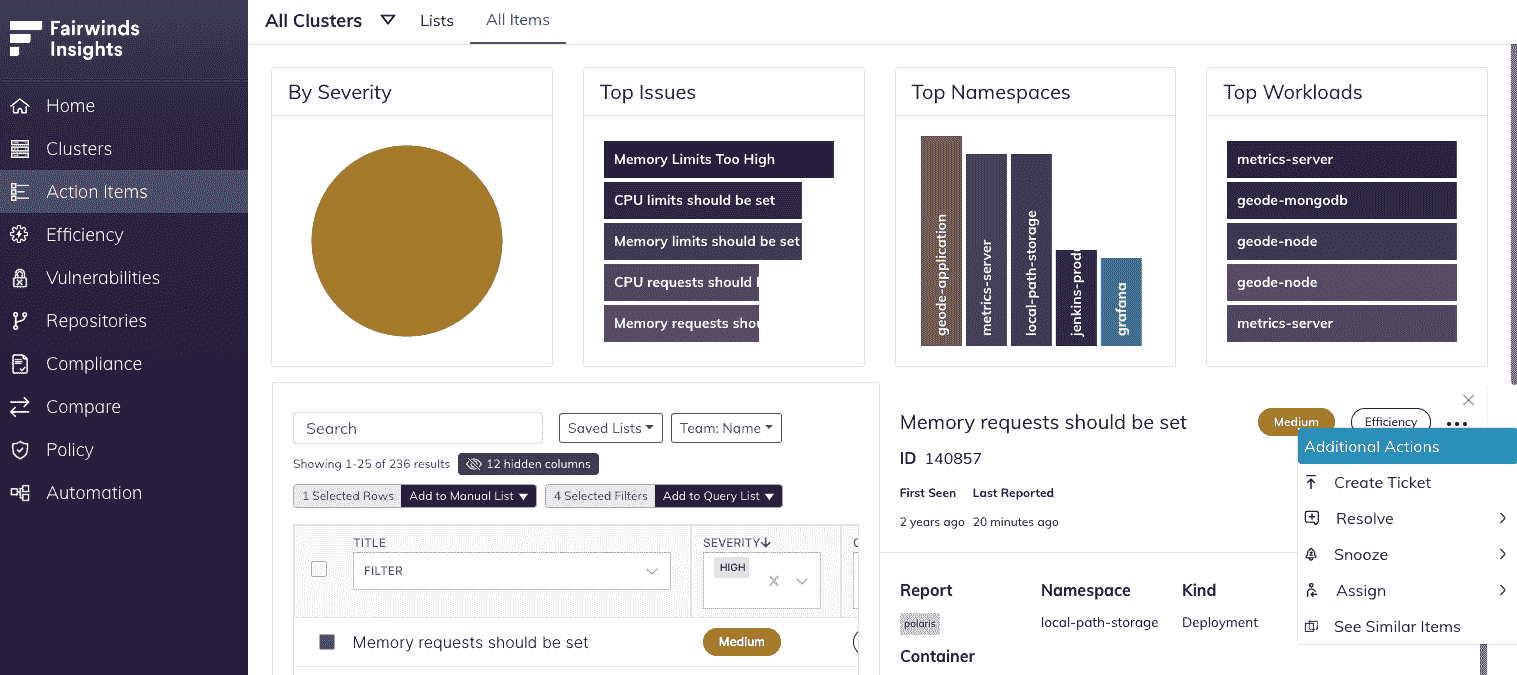 Fairwinds
Insights
Home
Clusters
Action Items
Efficiency
Vulnerabilities
Repositories
Compliance
Compare
Policy
Automation
All Clusters Lists All Items
By Severity
Top Issues
Memory Limits Too High
CPU limits should be set
Memory limits should be set
CPU requests should
Memory requests shou
Top Namespaces
geode-application
metrics-server
local-path-storage
jenkins-prod
grafana
Top Workloads
metrics-server
geode-mongodb
geode-node
geode-node
metrics-server
Search Saved Lists Team: Name
Showing 1-25 of 236 results 12 hidden columns
1 Selected Rows Add to Manual List 4 Selected Filters Add to Query List
TITLE SEVERITY
FILTER HIGH
Memory requests should be set Medium
Memory requests should be set Medium Efficiency
ID 140857
First Seen Last Reported
2 years ago 20 minutes ago
Report Namespace Kind
polaris local-path-storage Deployment
Container
Additional Actions
Create Ticket
Resolve
Snooze
Assign
See Similar Items